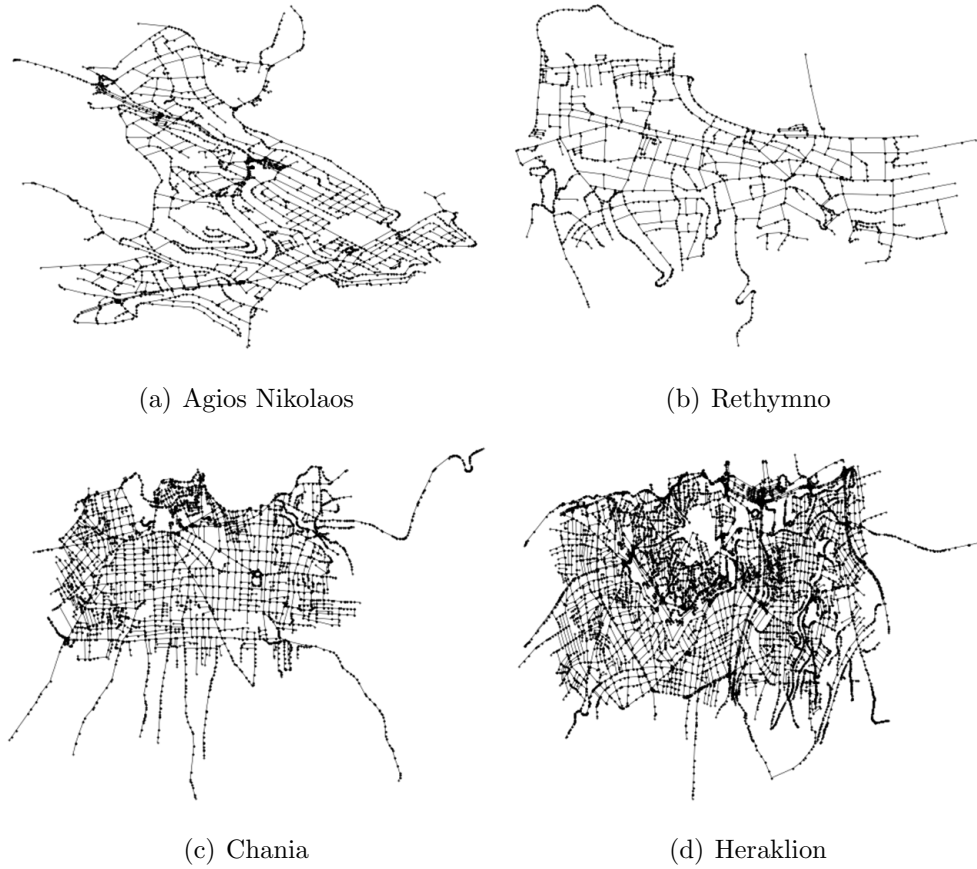 (a) Agios Nikolaos
(b) Rethymno
(c) Chania
(d) Heraklion